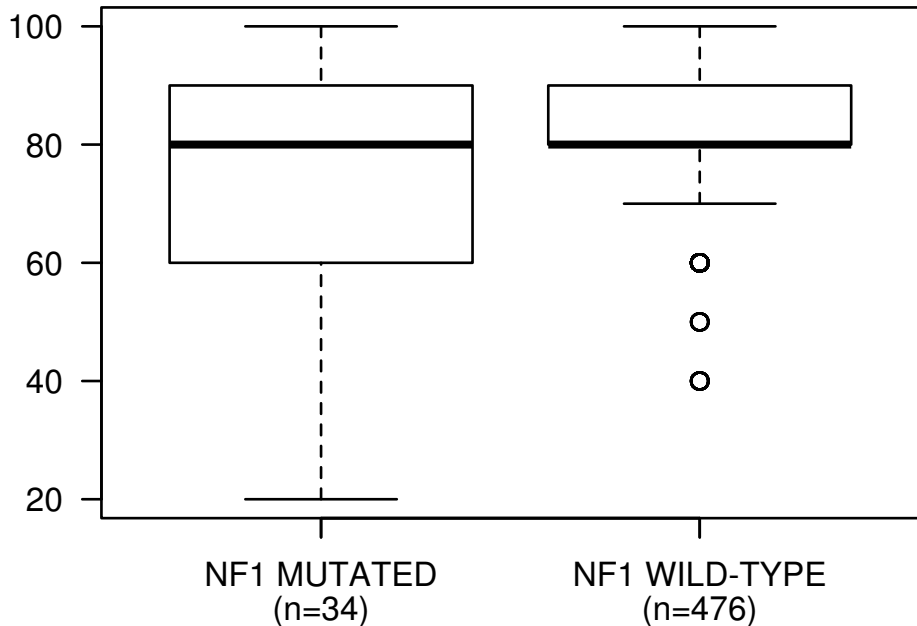 100
80
60
40
20
NF1 MUTATED
(n=34)
NF1 WILD-TYPE
(n=476)